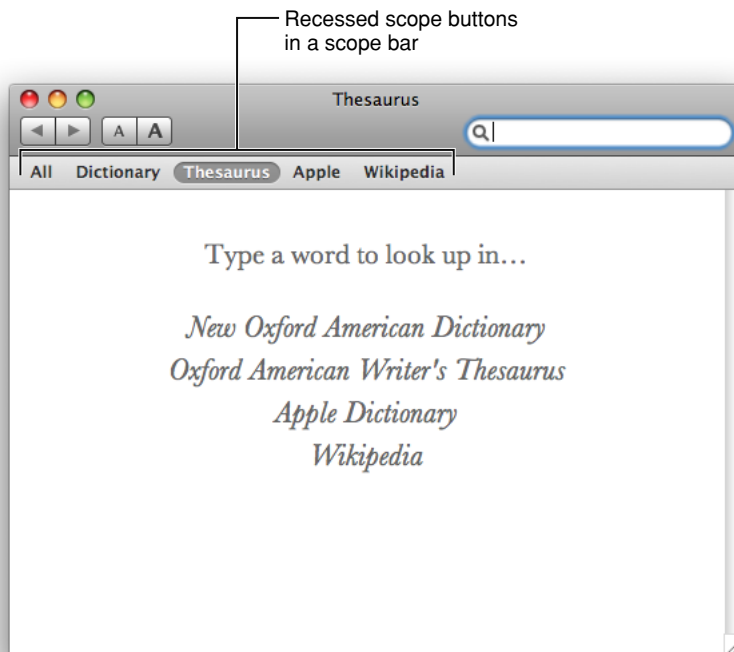 Recessed scope buttons
in a scope bar
Thesaurus
A A
All Dictionary Thesaurus Apple Wikipedia
Type a word to look up in…
New Oxford American Dictionary
Oxford American Writer's Thesaurus
Apple Dictionary
Wikipedia